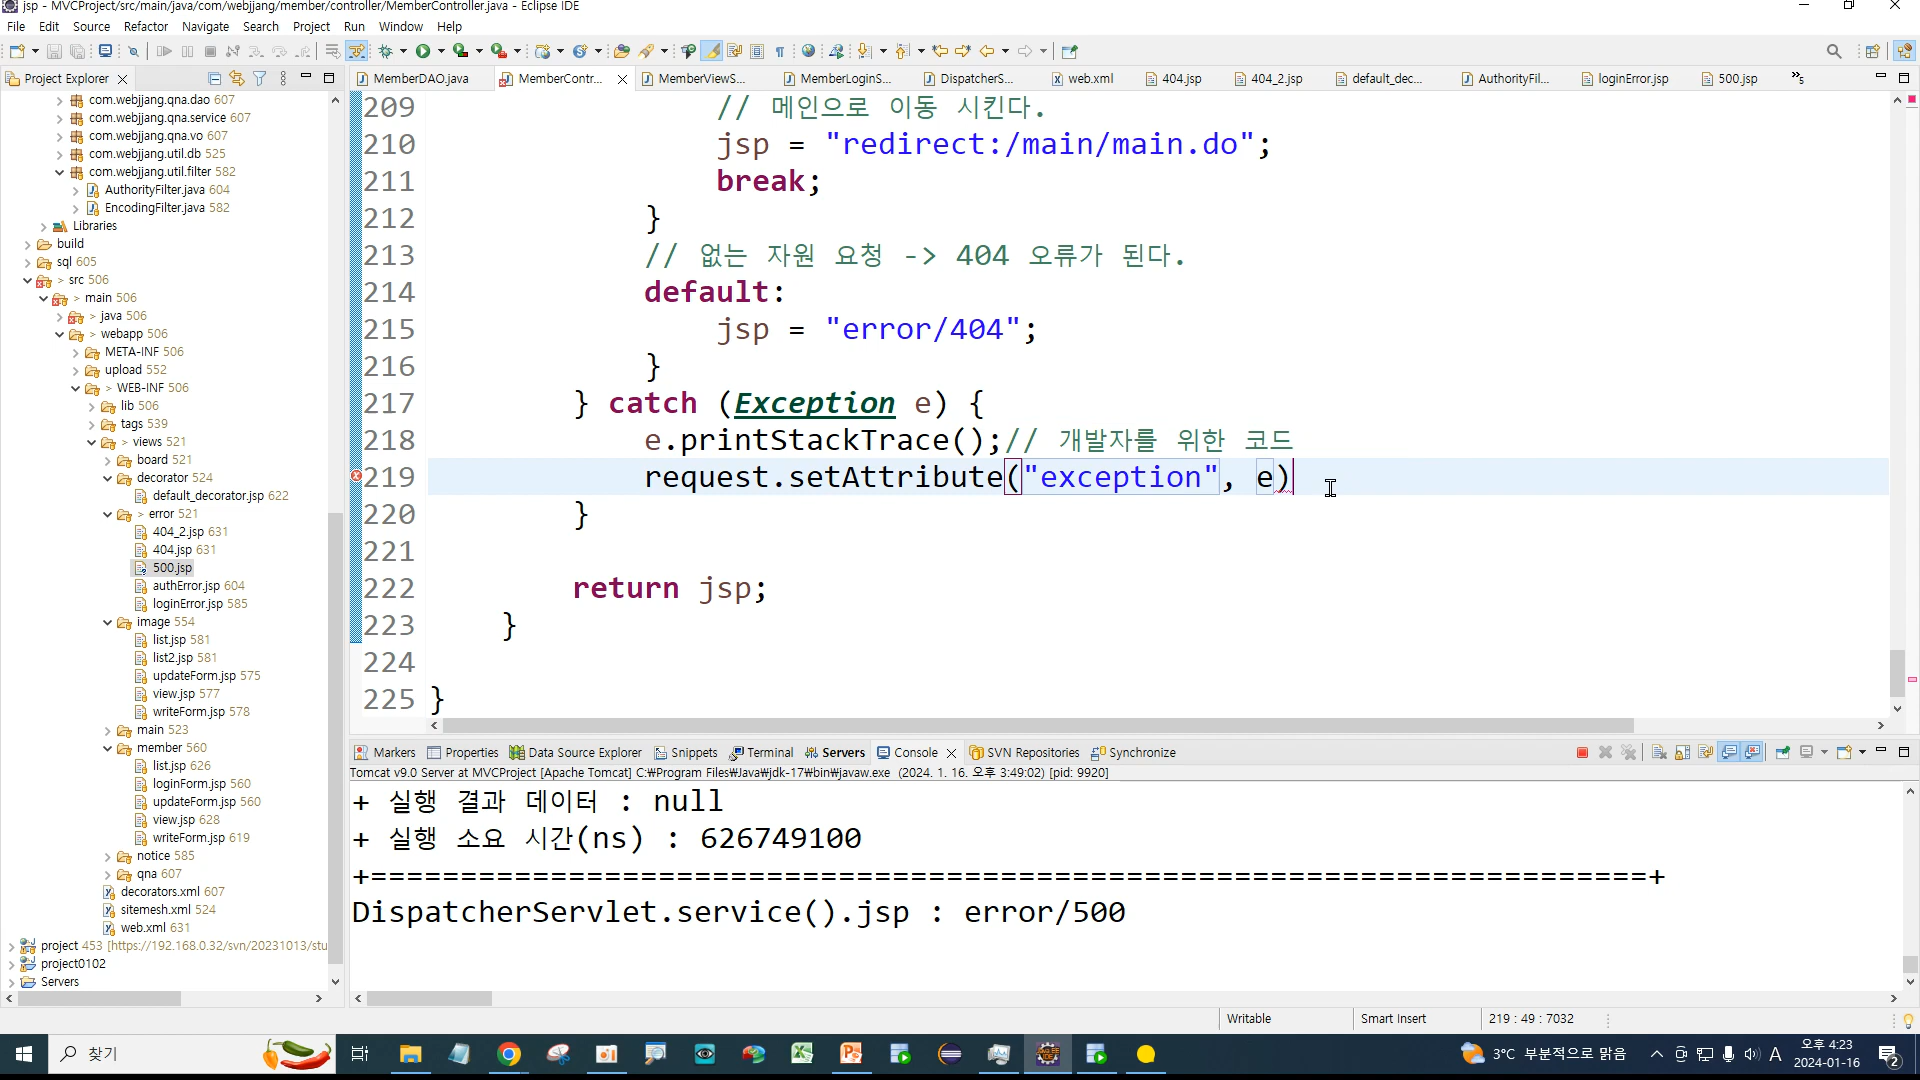 jsp - MVCProject/src/main/java/com/webjjang/member/controller/MemberController.java - Eclipse IDE
File Edit Source Refactor Navigate Search Project Run Window Help
Project Explorer
com.webjjang.qna.dao 607
com.webjjang.qna.service 607
com.webjjang.qna.vo 607
com.webjjang.util.db 525
com.webjjang.util.filter 582
AuthorityFilter.java 604
EncodingFilter.java 582
Libraries
build
sql 605
> src 506
> main 506
> java 506
> webapp 506
META-INF 506
upload 552
> WEB-INF 506
lib 506
tags 539
> views 521
board 521
decorator 524
default_decorator.jsp 622
> error 521
404_2.jsp 631
404.jsp 631
500.jsp
authError.jsp 604
loginError.jsp 585
image 554
list.jsp 581
list2.jsp 581
updateForm.jsp 575
view.jsp 577
writeForm.jsp 578
main 523
member 560
list.jsp 626
loginForm.jsp 560
updateForm.jsp 560
view.jsp 628
writeForm.jsp 619
notice 585
qna 607
decorators.xml 607
sitemesh.xml 524
web.xml 631
project 453 [https://192.168.0.32/svn/20231013/stu
project0102
Servers
MemberDAO.java MemberContr... MemberViewS... MemberLoginS... DispatcherS... web.xml 404.jsp 404_2.jsp default_dec... AuthorityFil... loginError.jsp 500.jsp »5
209 // 메인으로 이동 시킨다.
210 jsp = "redirect:/main/main.do";
211 break;
212 }
213 // 없는 자원 요청 -> 404 오류가 된다.
214 default:
215 jsp = "error/404";
216 }
217 } catch (Exception e) {
218 e.printStackTrace();// 개발자를 위한 코드
219 request.setAttribute("exception", e)
220 }
221
222 return jsp;
223 }
224
225 }
Markers Properties Data Source Explorer Snippets Terminal Servers Console SVN Repositories Synchronize
Tomcat v9.0 Server at MVCProject [Apache Tomcat] C:₩Program Files₩Java₩jdk-17₩bin₩javaw.exe (2024. 1. 16. 오후 3:49:02) [pid: 9920]
+ 실행 결과 데이터 : null
+ 실행 소요 시간(ns) : 626749100
+======================================================================+
DispatcherServlet.service().jsp : error/500
Writable Smart Insert 219 : 49 : 7032
찾기
3°C 부분적으로 맑음
A
오후 4:23
2024-01-16
2